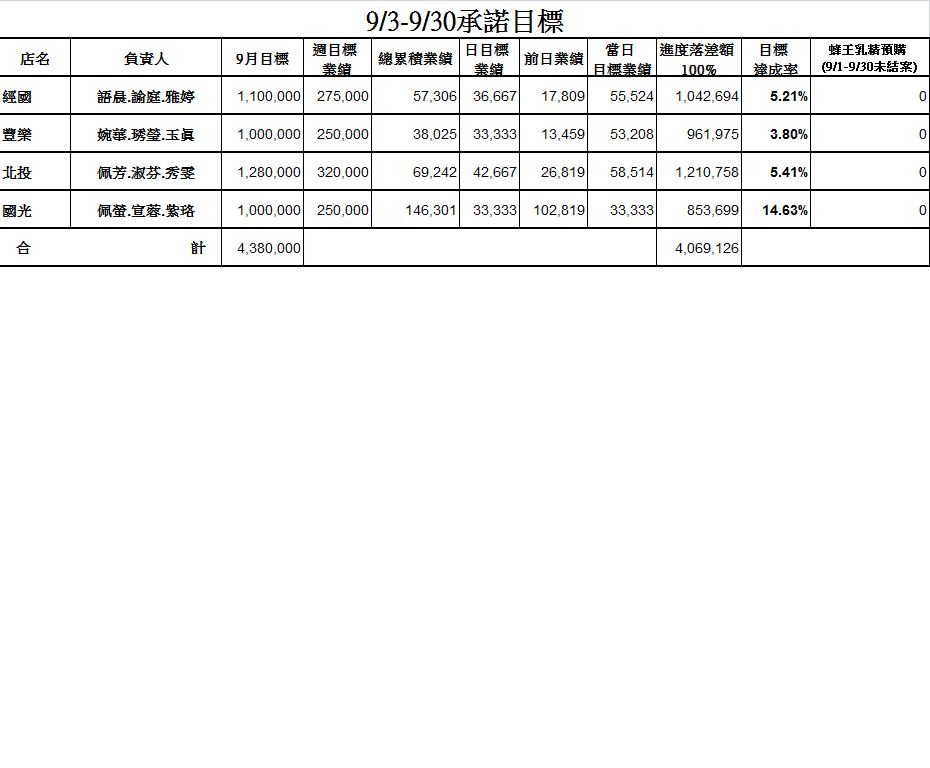 9/3-9/30承諾目標
店名 負責人 9月目標 週目標業績 總累積業績 日目標業績 前日業績 當日目標業績 進度落差額100% 目標達成率 蜂王乳精預購(9/1-9/30未結案)
經國 語晨.諭庭.雅婷 1,100,000 275,000 57,306 36,667 17,809 55,524 1,042,694 5.21% 0
豐樂 婉華.琇瑩.玉真 1,000,000 250,000 38,025 33,333 13,459 53,208 961,975 3.80% 0
北投 佩芳.淑芬.秀雯 1,280,000 320,000 69,242 42,667 26,819 58,514 1,210,758 5.41% 0
國光 佩螢.宣蓉.紫珞 1,000,000 250,000 146,301 33,333 102,819 33,333 853,699 14.63% 0
合計 4,380,000 4,069,126